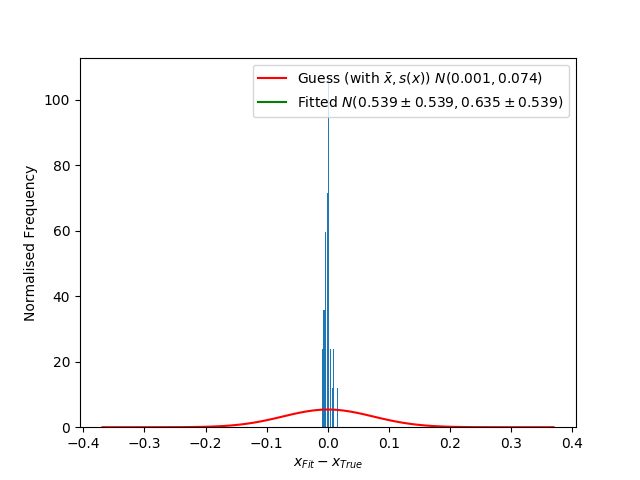 Guess (with x̄, s(x)) N(0.001, 0.074)
Fitted N(0.539 ± 0.539, 0.635 ± 0.539)
Normalised Frequency
100
80
60
40
20
0
−0.4 −0.3 −0.2 −0.1 0.0 0.1 0.2 0.3 0.4
x_Fit − x_True